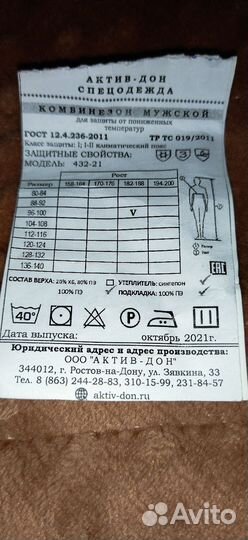 АКТИВ-ДОН
СПЕЦОДЕЖДА
КОМБИНЕЗОН МУЖСКОЙ
для защиты от пониженных
температур
ГОСТ 12.4.236-2011 ТР ТС 019/2011
Класс защиты: I; I-II климатический пояс
ЗАЩИТНЫЕ СВОЙСТВА:
МОДЕЛЬ: 432-21
Рост
Размер 158-164 170-176 182-188 194-200
80-84
88-92
96-100 V
104-108
112-116
120-124
128-132
136-140
СОСТАВ ВЕРХА: 20% ХБ, 80% ПЭ УТЕПЛИТЕЛЬ: синтепон
100% ПЭ ПОДКЛАДКА: 100% ПЭ
40° P
Дата выпуска: октябрь 2021г.
Юридический адрес и адрес производства:
ООО "АКТИВ-ДОН"
344012, г. Ростов-на-Дону, ул. Зявкина, 33
Тел. 8 (863) 244-28-83, 310-15-99, 231-84-57
aktiv-don.ru
Avito